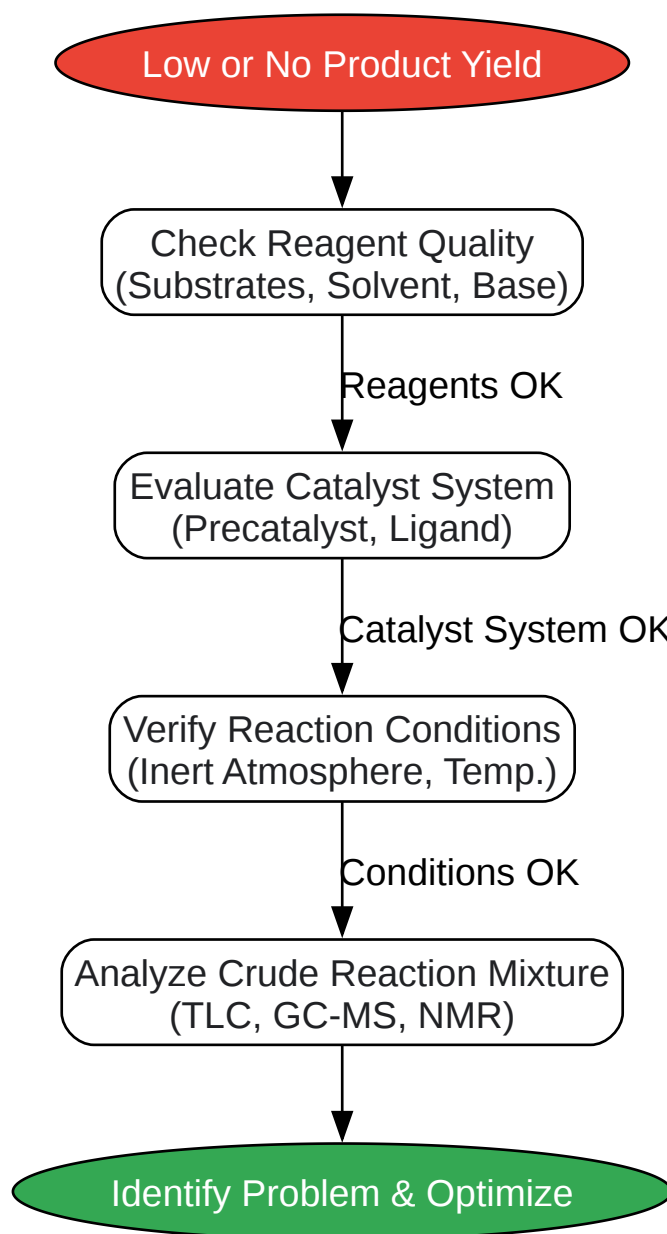 Low or No Product Yield
Check Reagent Quality
(Substrates, Solvent, Base)
Reagents OK
Evaluate Catalyst System
(Precatalyst, Ligand)
Catalyst System OK
Verify Reaction Conditions
(Inert Atmosphere, Temp.)
Conditions OK
Analyze Crude Reaction Mixture
(TLC, GC-MS, NMR)
Identify Problem & Optimize